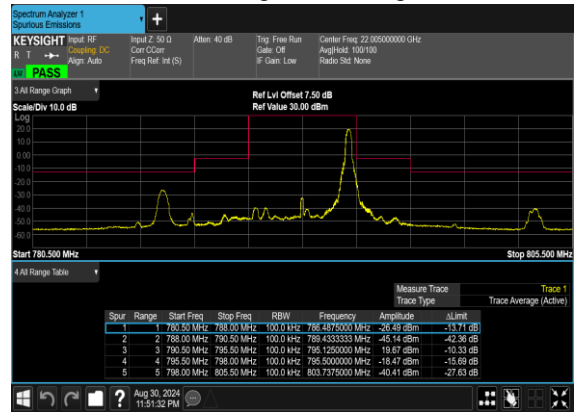 Spectrum Analyzer 1
Spurious Emissions
+
KEYSIGHT Input: RF Input Z: 50 Ω Atten: 40 dB Trig: Free Run Center Freq: 22.005000000 GHz
R T Coupling: DC Corr CCorr Gate: Off Avg|Hold: 100/100
Align: Auto Freq Ref: Int (S) IF Gain: Low Radio Std: None
PASS
3 All Range Graph
Ref Lvl Offset 7.50 dB
Scale/Div 10.0 dB Ref Value 30.00 dBm
Log
20.0
10.0
0.00
-10.0
-20.0
-30.0
-40.0
-50.0
-60.0
Start 780.500 MHz Stop 805.500 MHz
4 All Range Table
Measure Trace Trace 1
Trace Type Trace Average (Active)
Spur Range Start Freq Stop Freq RBW Frequency Amplitude ΔLimit
1 1 780.50 MHz 788.00 MHz 100.0 kHz 786.4875000 MHz -26.49 dBm -13.71 dB
2 2 788.00 MHz 790.50 MHz 100.0 kHz 789.4333333 MHz -45.14 dBm -42.36 dB
3 3 790.50 MHz 795.50 MHz 100.0 kHz 795.1250000 MHz 19.67 dBm -10.33 dB
4 4 795.50 MHz 798.00 MHz 100.0 kHz 795.5000000 MHz -18.47 dBm -15.69 dB
5 5 798.00 MHz 805.50 MHz 100.0 kHz 803.7375000 MHz -40.41 dBm -27.63 dB
? Aug 30, 2024
11:51:32 PM